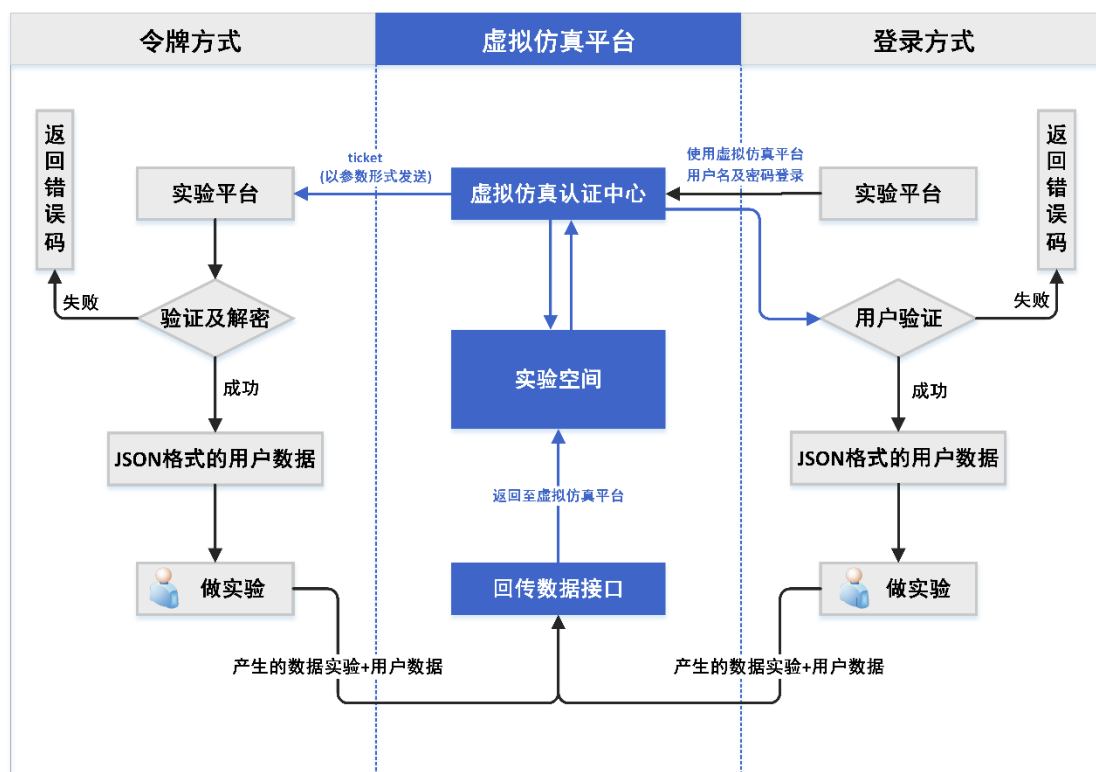 令牌方式
虚拟仿真平台
登录方式
返回错误码
ticket
(以参数形式发送)
使用虚拟仿真平台
用户名及密码登录
返回错误码
实验平台
虚拟仿真认证中心
实验平台
失败
验证及解密
用户验证
失败
成功
实验空间
成功
JSON格式的用户数据
JSON格式的用户数据
返回至虚拟仿真平台
做实验
回传数据接口
做实验
产生的数据实验+用户数据
产生的数据实验+用户数据